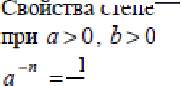 Свойства степе
при a > 0, b > 0
a⁻ⁿ = 1